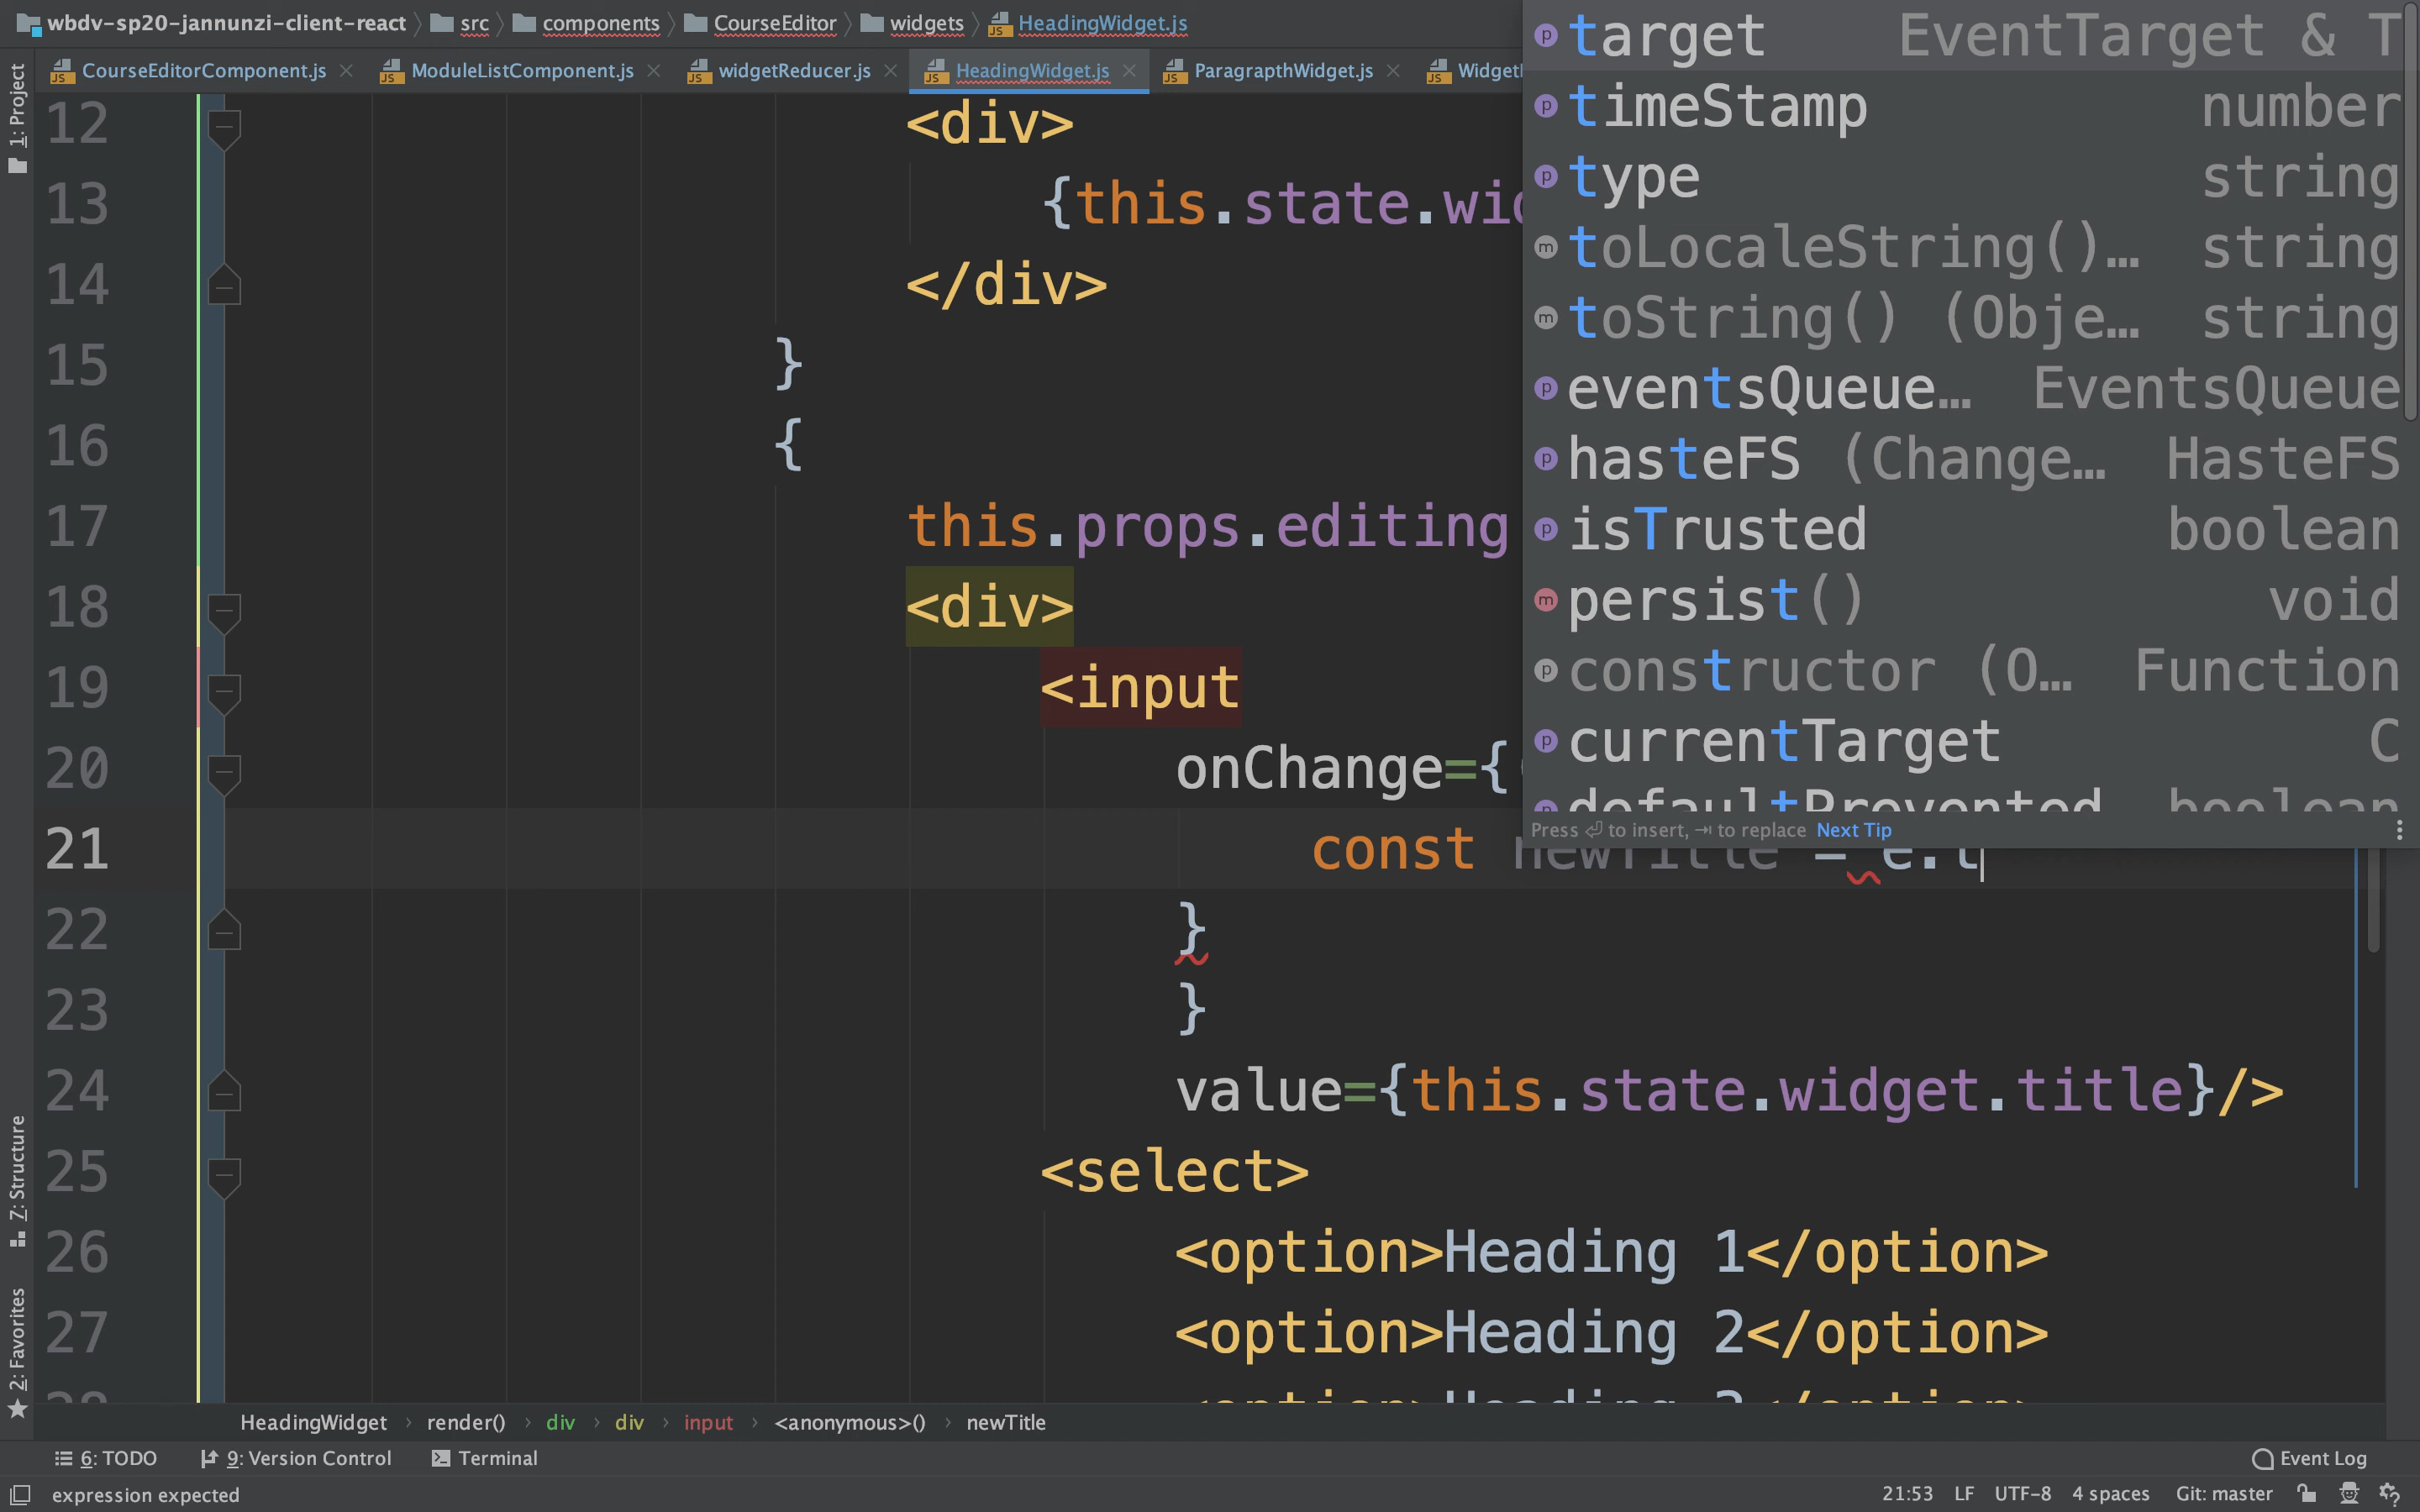 wbdv-sp20-jannunzi-client-react src components CourseEditor widgets HeadingWidget.js
CourseEditorComponent.js ModuleListComponent.js widgetReducer.js HeadingWidget.js ParagrapthWidget.js
1: Project
7: Structure
2: Favorites
12 <div>
13 {this.state.
14 </div>
15 }
16 {
17 this.props.editing
18 <div>
19 <input
20 onChange={
21 const newTitle = e.t
22 }
23 }
24 value={this.state.widget.title}/>
25 <select>
26 <option>Heading 1</option>
27 <option>Heading 2</option>
target EventTarget & T
timeStamp number
type string
toLocaleString()… string
toString() (Obje… string
eventsQueue… EventsQueue
hasteFS (Change… HasteFS
isTrusted boolean
persist() void
constructor (O… Function
currentTarget C
defaultPrevented boolean
Press ⏎ to insert, ⇥ to replace Next Tip
HeadingWidget › render() › div › div › input › <anonymous>() › newTitle
6: TODO 9: Version Control Terminal Event Log
expression expected 21:53 LF UTF-8 4 spaces Git: master